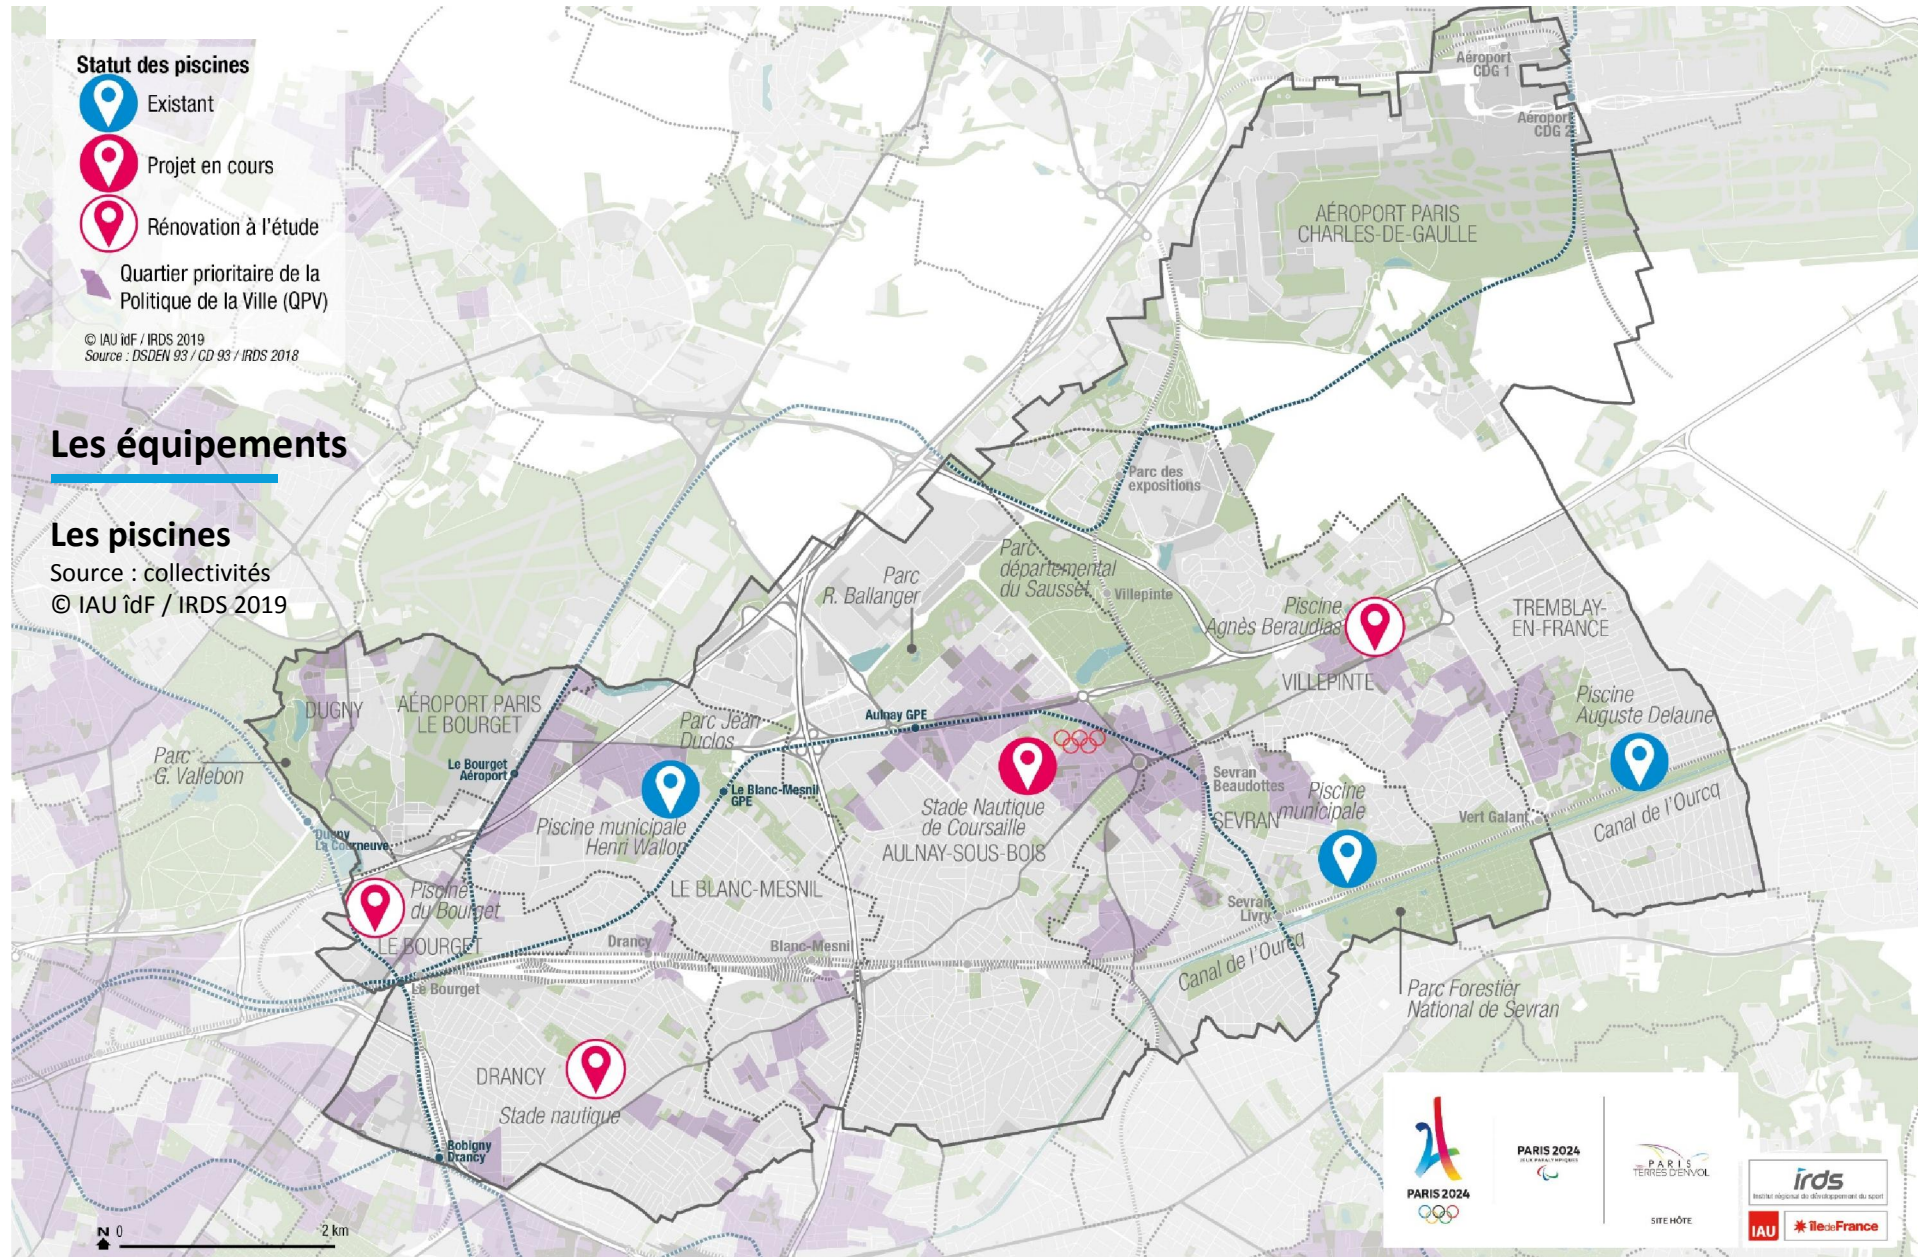 Statut des piscines
Existant
Projet en cours
Rénovation à l'étude
Quartier prioritaire de la
Politique de la Ville (QPV)
© IAU îdF / IRDS 2019
Source : DSDEN 93 / CD 93 / IRDS 2018
Les équipements
Les piscines
Source : collectivités
© IAU îdF / IRDS 2019
Aéroport
CDG 1
Aéroport
CDG 2
AÉROPORT PARIS
CHARLES-DE-GAULLE
Parc des
expositions
Parc
départemental
du Sausset
Villepinte
Parc
R. Ballanger
Piscine
Agnès Beraudias
VILLEPINTE
TREMBLAY-
EN-FRANCE
Piscine
Auguste Delaune
DUGNY
AÉROPORT PARIS
LE BOURGET
Parc
G. Vallebon
Le Bourget
Aéroport
Parc Jean
Duclos
Aulnay GPE
Le Blanc-Mesnil
GPE
Piscine municipale
Henri Wallon
Stade Nautique
de Coursaille
AULNAY-SOUS-BOIS
Sevran
Beaudottes
SEVRAN
Piscine
municipale
Vert Galant
Canal de l'Ourcq
Dugny
La Courneuve
Piscine
du Bourget
LE BOURGET
Le Bourget
LE BLANC-MESNIL
Drancy
Blanc-Mesnil
Sevran
Livry
Canal de l'Ourcq
Parc Forestier
National de Sevran
DRANCY
Stade nautique
Bobigny
Drancy
N 0 2 km
PARIS 2024
PARIS 2024
JEUX PARALYMPIQUES
PARIS
TERRES D'ENVOL
SITE HÔTE
irds
Institut régional de développement du sport
IAU
îledeFrance